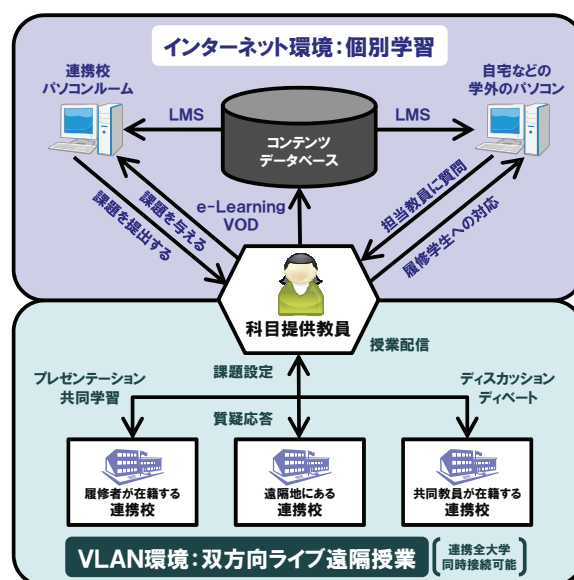 インターネット環境：個別学習
連携校
パソコンルーム
自宅などの
学外のパソコン
LMS
LMS
コンテンツ
データベース
e-Learning
VOD
課題を与える
課題を提出する
担当教員に質問
履修学生への対応
科目提供教員
授業配信
課題設定
プレゼンテーション
共同学習
ディスカッション
ディベート
質疑応答
履修者が在籍する
連携校
遠隔地にある
連携校
共同教員が在籍する
連携校
VLAN環境：双方向ライブ遠隔授業
連携全大学
同時接続可能